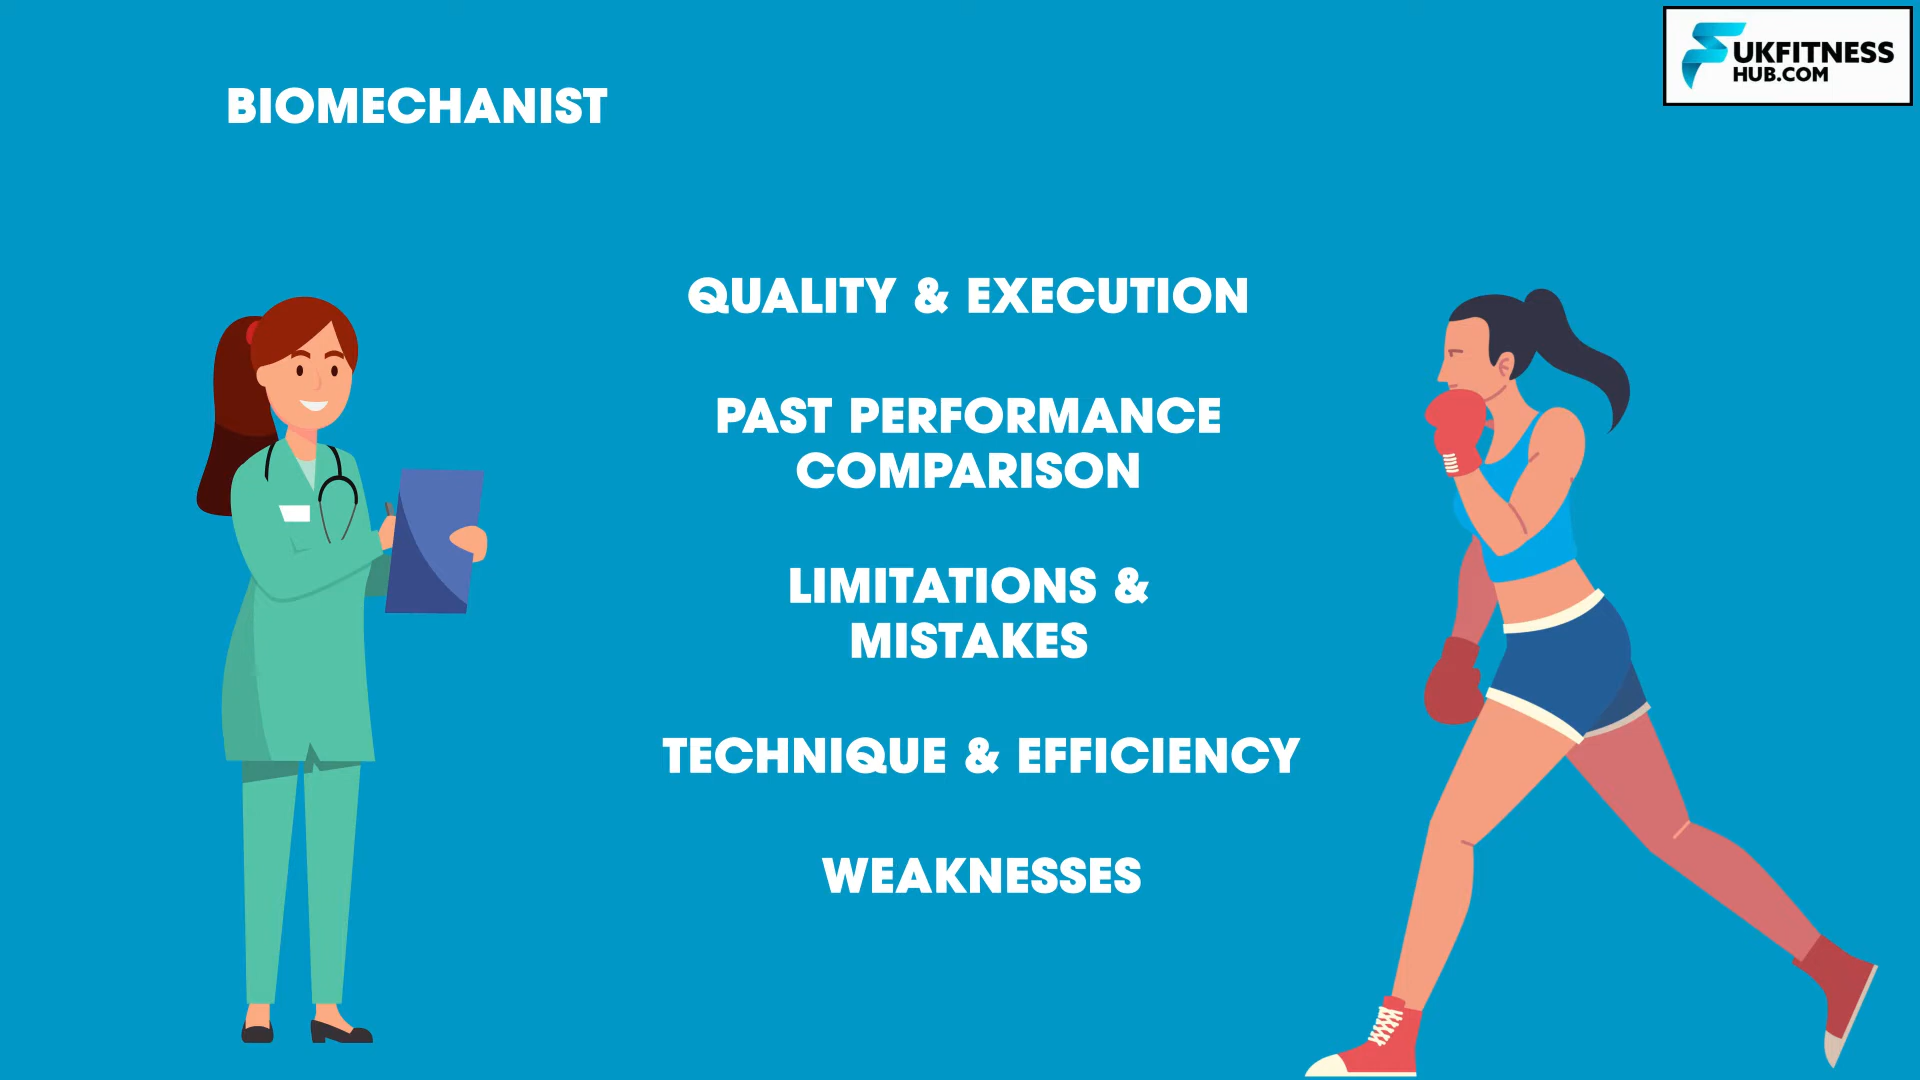 UKFITNESS
HUB.COM
BIOMECHANIST
QUALITY & EXECUTION
PAST PERFORMANCE
COMPARISON
LIMITATIONS &
MISTAKES
TECHNIQUE & EFFICIENCY
WEAKNESSES